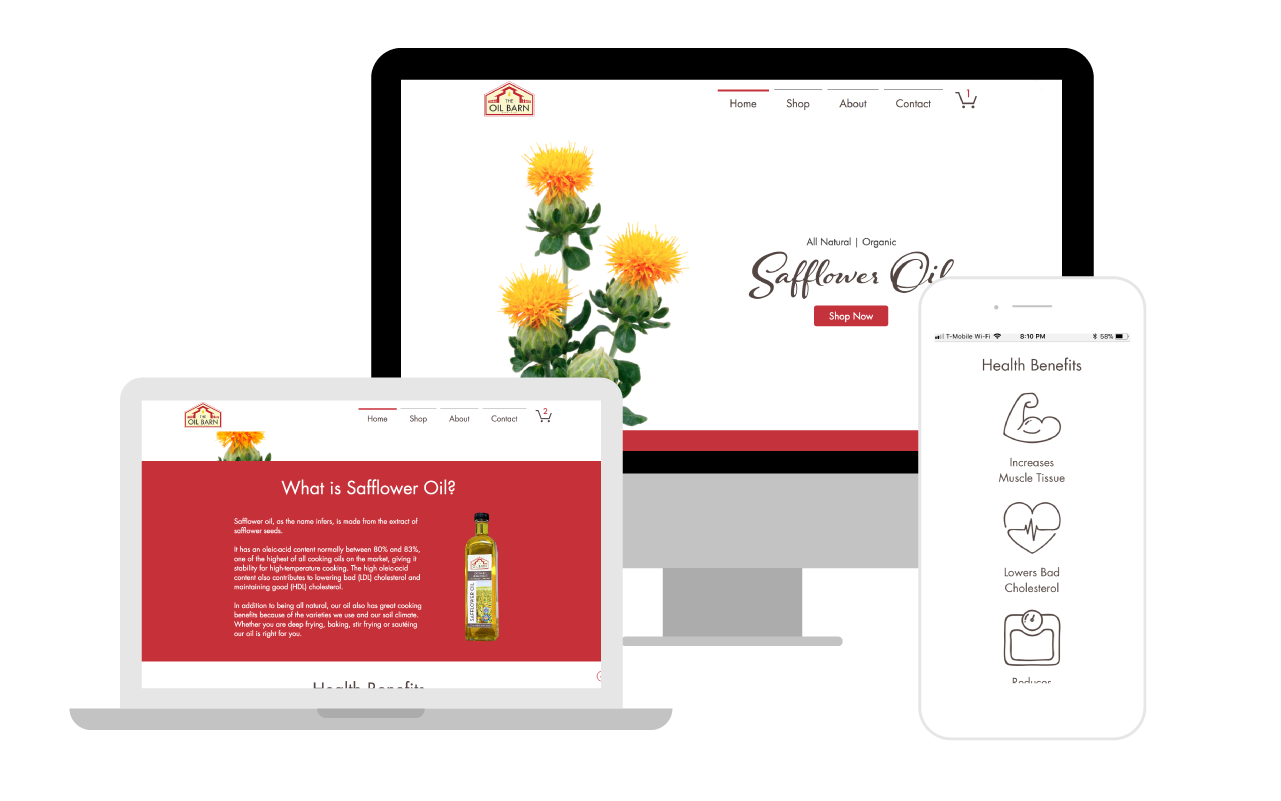 THE
OIL BARN
Home
Shop
About
Contact
1
All Natural | Organic
Safflower Oil
Shop Now
THE
OIL BARN
Home
Shop
About
Contact
2
What is Safflower Oil?
Safflower oil, as the name infers, is made from the extract of
safflower seeds.
It has an oleic-acid content normally between 80% and 83%,
one of the highest of all cooking oils on the market, giving it
stability for high-temperature cooking. The high oleic-acid
content also contributes to lowering bad (LDL) cholesterol and
maintaining good (HDL) cholesterol.
In addition to being all natural, our oil also has great cooking
benefits because of the varieties we use and our soil climate.
Whether you are deep frying, baking, stir frying or sautéing
our oil is right for you.
SAFFLOWER OIL
Health Benefits
T-Mobile Wi-Fi
8:10 PM
58%
Health Benefits
Increases
Muscle Tissue
Lowers Bad
Cholesterol
Reduces